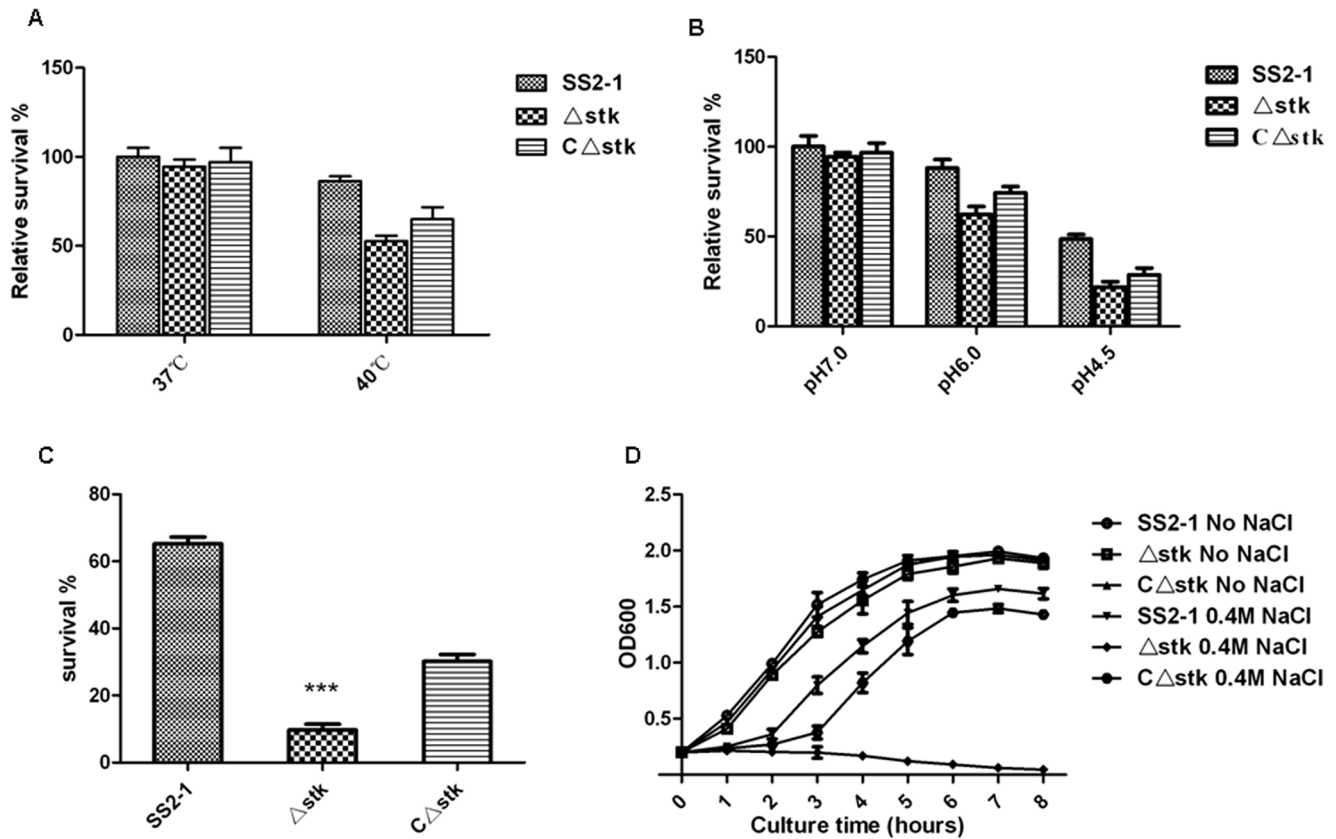 A
Relative survival %
150
100
50
0
37℃
40℃
SS2-1
△stk
C△stk
B
Relative survival %
150
100
50
0
pH7.0
pH6.0
pH4.5
SS2-1
△stk
C△stk
C
survival %
80
60
40
20
0
***
SS2-1
△stk
C△stk
D
OD600
2.5
2.0
1.5
1.0
0.5
0 1 2 3 4 5 6 7 8
Culture time (hours)
SS2-1 No NaCl
△stk No NaCl
C△stk No NaCl
SS2-1 0.4M NaCl
△stk 0.4M NaCl
C△stk 0.4M NaCl